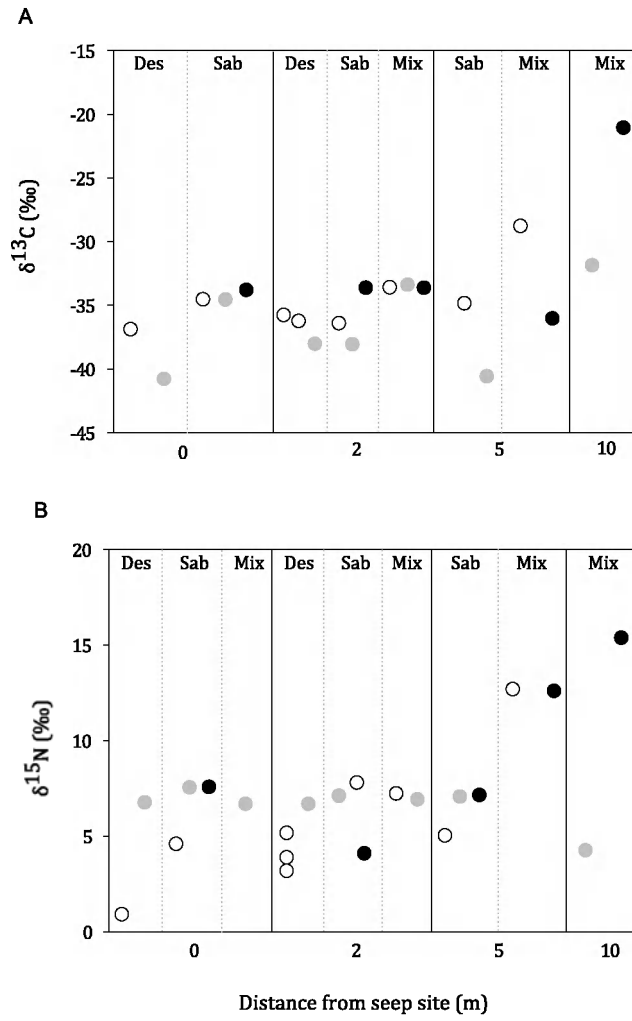 A
-15
-20
-25
-30
-35
-40
-45
δ¹³C (‰)
Des Sab Des Sab Mix Sab Mix Mix
0 2 5 10
B
20
15
10
5
0
δ¹⁵N (‰)
Des Sab Mix Des Sab Mix Sab Mix Mix
0 2 5 10
Distance from seep site (m)